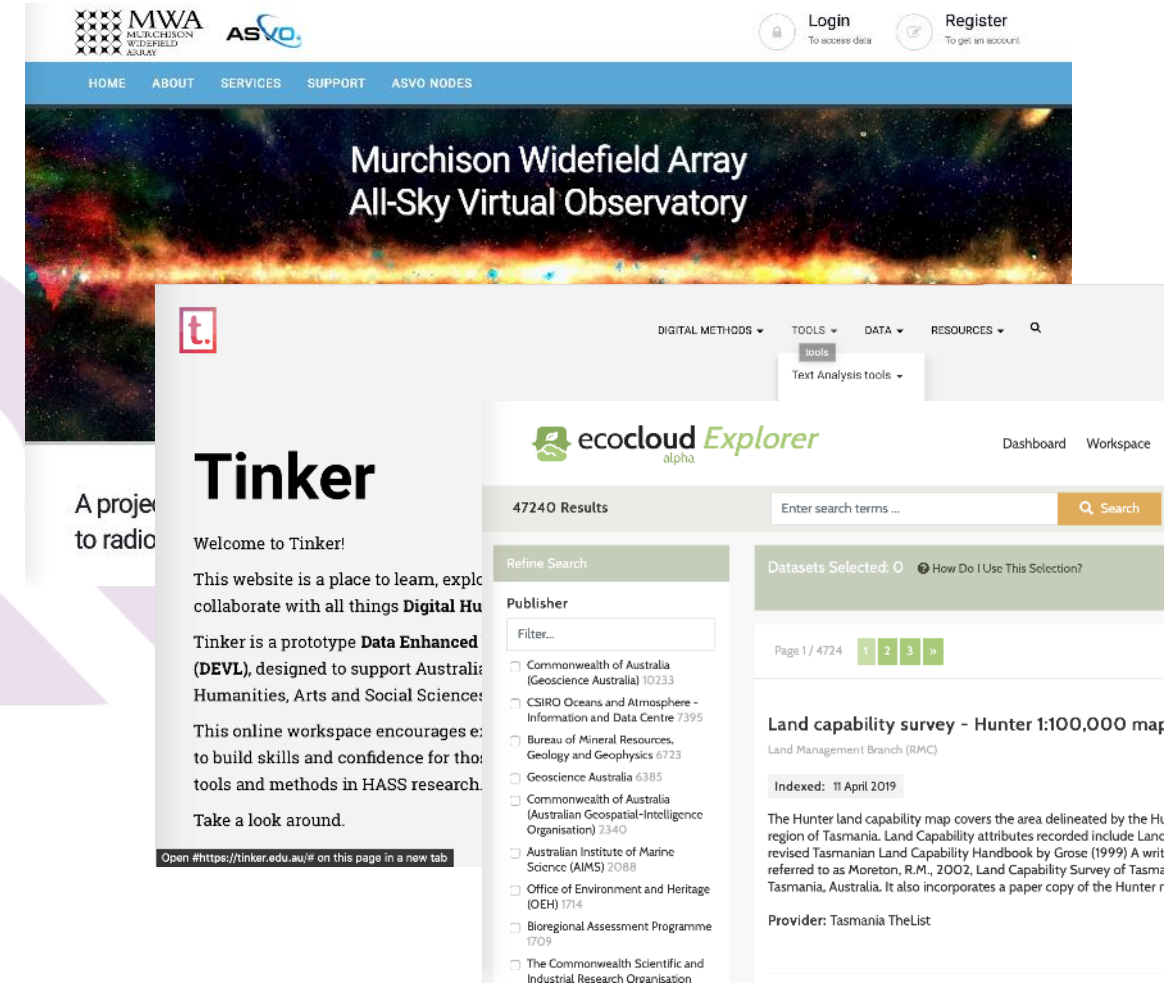 MWA
MURCHISON
WIDEFIELD
ARRAY
ASVO.
Login
To access data
Register
To get an account
HOME ABOUT SERVICES SUPPORT ASVO NODES
Murchison Widefield Array
All-Sky Virtual Observatory
A proje
to radio
t.
DIGITAL METHODS TOOLS DATA RESOURCES
tools
Text Analysis tools
Tinker
Welcome to Tinker!
This website is a place to learn, explo
collaborate with all things Digital Hu
Tinker is a prototype Data Enhanced
(DEVL), designed to support Australia
Humanities, Arts and Social Sciences
This online workspace encourages e
to build skills and confidence for tho
tools and methods in HASS research.
Take a look around.
Open #https://tinker.edu.au/# on this page in a new tab
ecocloud Explorer
alpha
Dashboard Workspace
47240 Results
Enter search terms ...
Search
Refine Search
Datasets Selected: 0 How Do I Use This Selection?
Publisher
Filter...
Commonwealth of Australia
(Geoscience Australia) 10233
CSIRO Oceans and Atmosphere -
Information and Data Centre 7395
Bureau of Mineral Resources,
Geology and Geophysics 6723
Geoscience Australia 6385
Commonwealth of Australia
(Australian Geospatial-Intelligence
Organisation) 2340
Australian Institute of Marine
Science (AIMS) 2088
Office of Environment and Heritage
(OEH) 1714
Bioregional Assessment Programme
1709
The Commonwealth Scientific and
Industrial Research Organisation
Page 1 / 4724 1 2 3 »
Land capability survey - Hunter 1:100,000 map
Land Management Branch (RMC)
Indexed: 11 April 2019
The Hunter land capability map covers the area delineated by the Hu
region of Tasmania. Land Capability attributes recorded include Land
revised Tasmanian Land Capability Handbook by Grose (1999) A writ
referred to as Moreton, R.M., 2002, Land Capability Survey of Tasma
Tasmania, Australia. It also incorporates a paper copy of the Hunter
Provider: Tasmania TheList